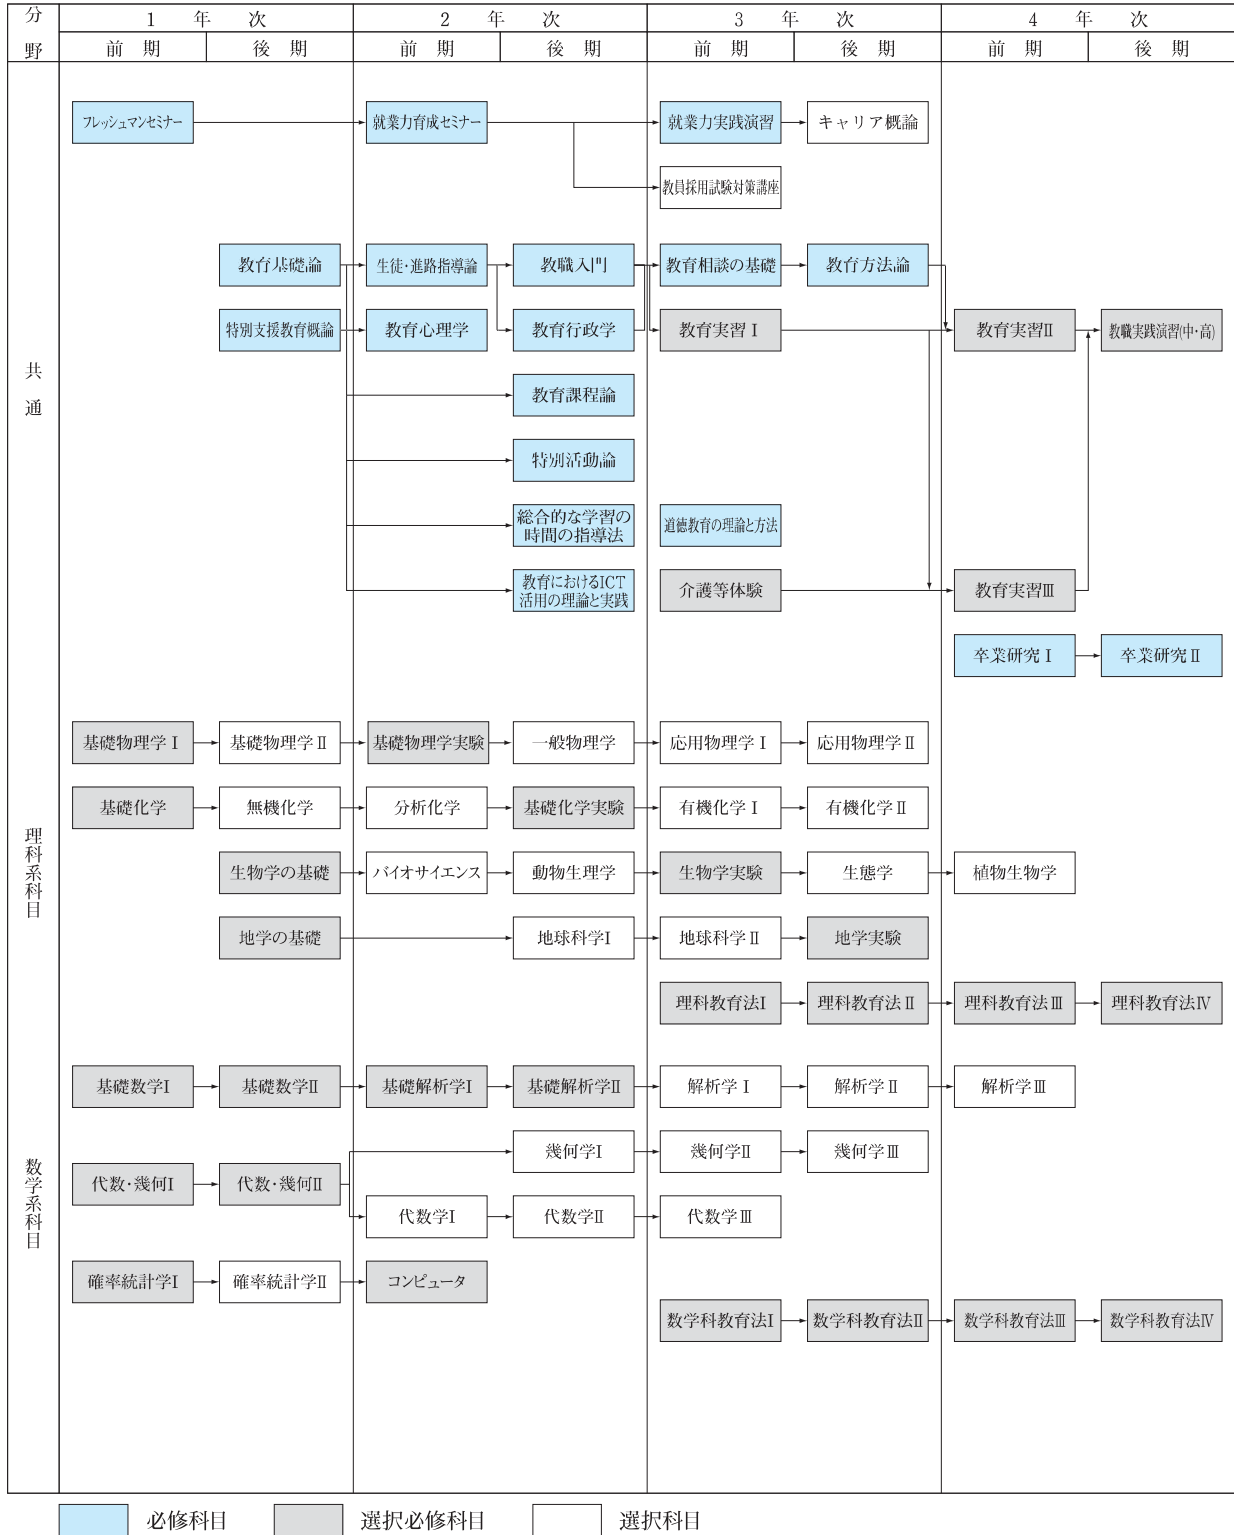 分野
1年次 2年次 3年次 4年次
前期 後期 前期 後期 前期 後期 前期 後期
共通
フレッシュマンセミナー 就業力育成セミナー 就業力実践演習 キャリア概論
教員採用試験対策講座
教育基礎論 生徒・進路指導論 教職入門 教育相談の基礎 教育方法論
特別支援教育概論 教育心理学 教育行政学 教育実習Ⅰ 教育実習Ⅱ 教職実践演習(中・高)
教育課程論
特別活動論
総合的な学習の
時間の指導法
道徳教育の理論と方法
教育におけるICT
活用の理論と実践
介護等体験 教育実習Ⅲ
卒業研究Ⅰ 卒業研究Ⅱ
理科系科目
基礎物理学Ⅰ 基礎物理学Ⅱ 基礎物理学実験 一般物理学 応用物理学Ⅰ 応用物理学Ⅱ
基礎化学 無機化学 分析化学 基礎化学実験 有機化学Ⅰ 有機化学Ⅱ
生物学の基礎 バイオサイエンス 動物生理学 生物学実験 生態学 植物生物学
地学の基礎 地球科学Ⅰ 地球科学Ⅱ 地学実験
理科教育法Ⅰ 理科教育法Ⅱ 理科教育法Ⅲ 理科教育法Ⅳ
数学系科目
基礎数学Ⅰ 基礎数学Ⅱ 基礎解析学Ⅰ 基礎解析学Ⅱ 解析学Ⅰ 解析学Ⅱ 解析学Ⅲ
幾何学Ⅰ 幾何学Ⅱ 幾何学Ⅲ
代数・幾何Ⅰ 代数・幾何Ⅱ
代数学Ⅰ 代数学Ⅱ 代数学Ⅲ
確率統計学Ⅰ 確率統計学Ⅱ コンピュータ
数学科教育法Ⅰ 数学科教育法Ⅱ 数学科教育法Ⅲ 数学科教育法Ⅳ
必修科目 選択必修科目 選択科目